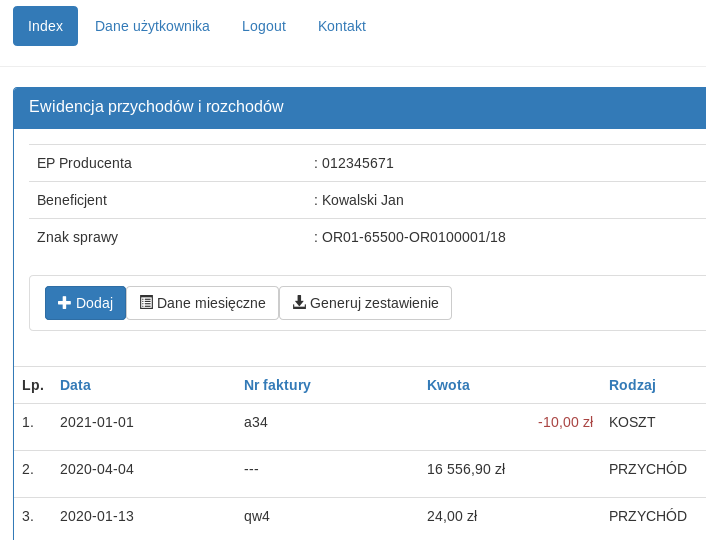 Index Dane użytkownika Logout Kontakt
Ewidencja przychodów i rozchodów
EP Producenta : 012345671
Beneficjent : Kowalski Jan
Znak sprawy : OR01-65500-OR0100001/18
Dodaj Dane miesięczne Generuj zestawienie
Lp. Data Nr faktury Kwota Rodzaj
1. 2021-01-01 a34 -10,00 zł KOSZT
2. 2020-04-04 --- 16 556,90 zł PRZYCHÓD
3. 2020-01-13 qw4 24,00 zł PRZYCHÓD